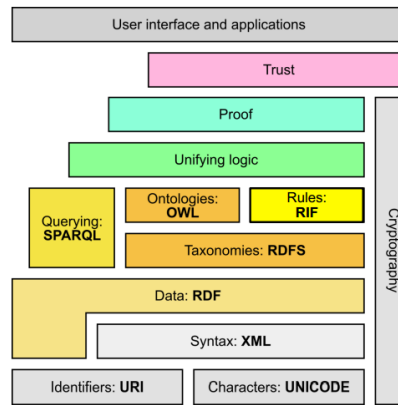 User interface and applications
Trust
Proof
Unifying logic
Querying:
SPARQL
Ontologies:
OWL
Rules:
RIF
Taxonomies: RDFS
Cryptography
Data: RDF
Syntax: XML
Identifiers: URI
Characters: UNICODE